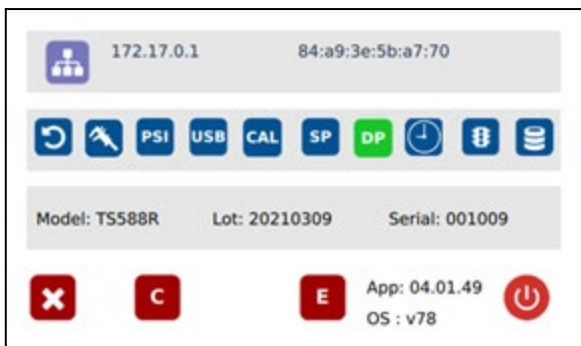 172.17.0.1 84:a9:3e:5b:a7:70
PSI USB CAL SP DP
Model: TS588R Lot: 20210309 Serial: 001009
C E App: 04.01.49
OS : v78